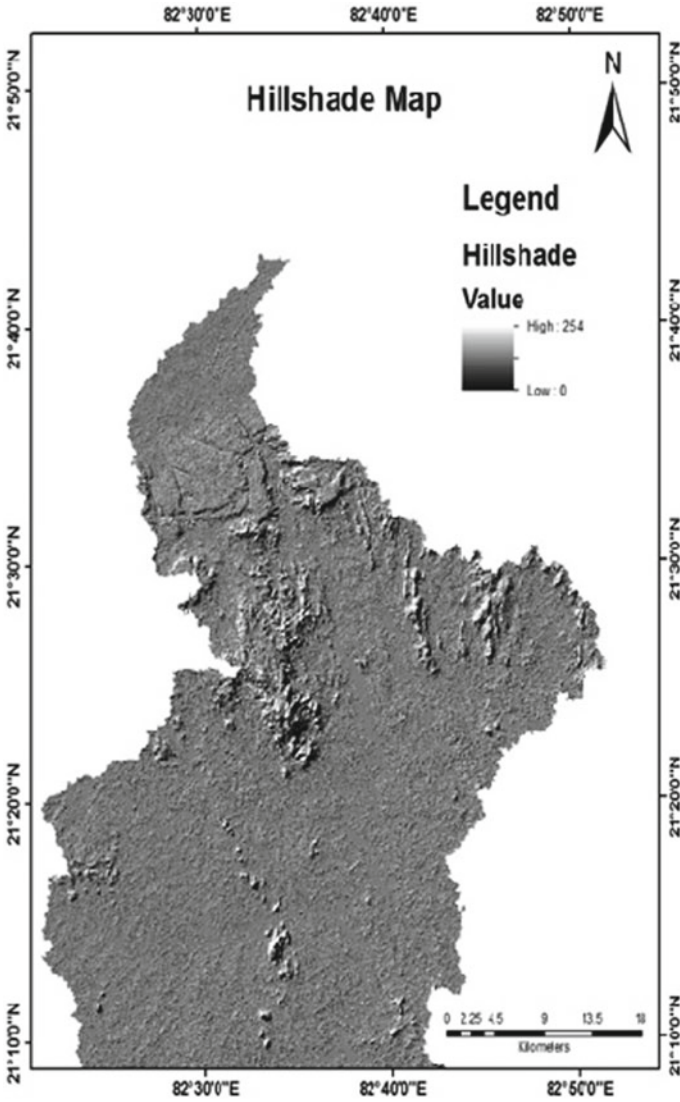 82°30'0"E 82°40'0"E 82°50'0"E
N
Hillshade Map
Legend
Hillshade
Value
High : 254
Low : 0
21°50'0"N 21°50'0"N
21°40'0"N 21°40'0"N
21°30'0"N 21°30'0"N
21°20'0"N 21°20'0"N
21°10'0"N 21°10'0"N
0 2.25 4.5 9 13.5 18
Kilometers
82°30'0"E 82°40'0"E 82°50'0"E